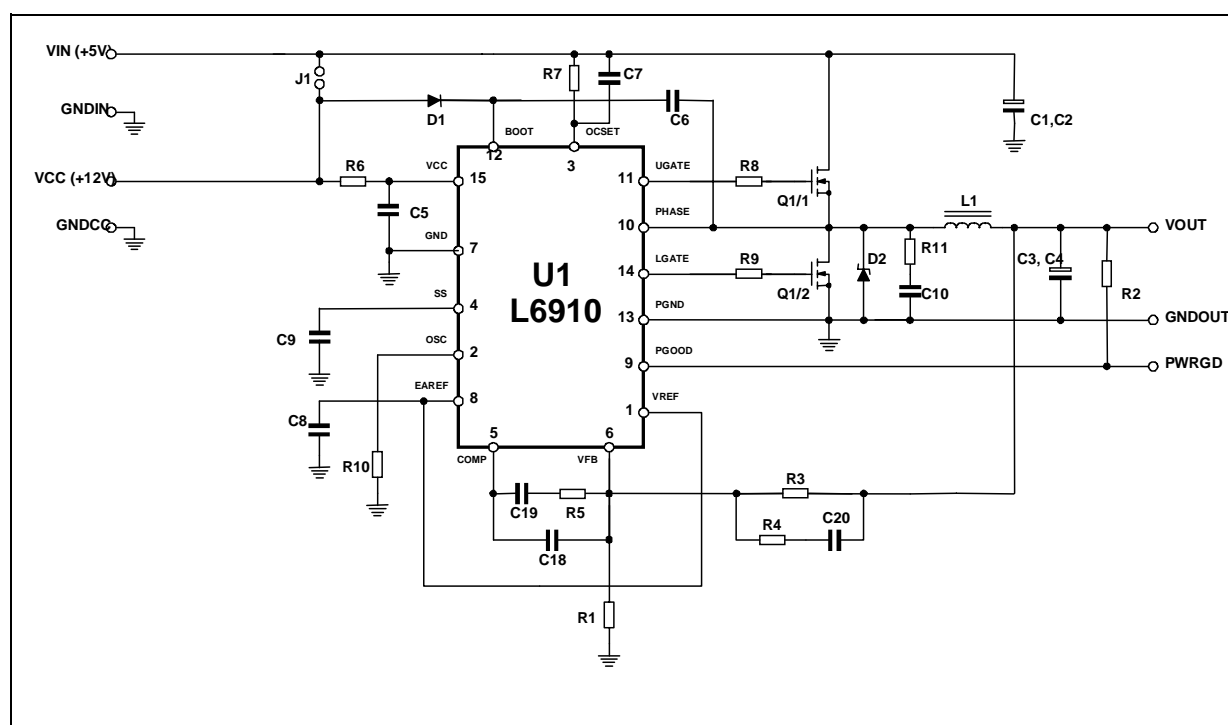 VIN (+5V)
J1
R7
C7
GNDIN
D1
C6
C1,C2
BOOT
OCSET
12
3
VCC (+12V)
R6
VCC
15
11
UGATE
R8
Q1/1
C5
GNDCC
GND
7
10
PHASE
L1
VOUT
U1
L6910
14
LGATE
R9
Q1/2
D2
R11
C10
C3, C4
R2
SS
4
13
PGND
GNDOUT
C9
OSC
2
9
PGOOD
PWRGD
EAREF
8
1
VREF
C8
R10
5
6
COMP
VFB
C19
R5
C18
R3
R4
C20
R1